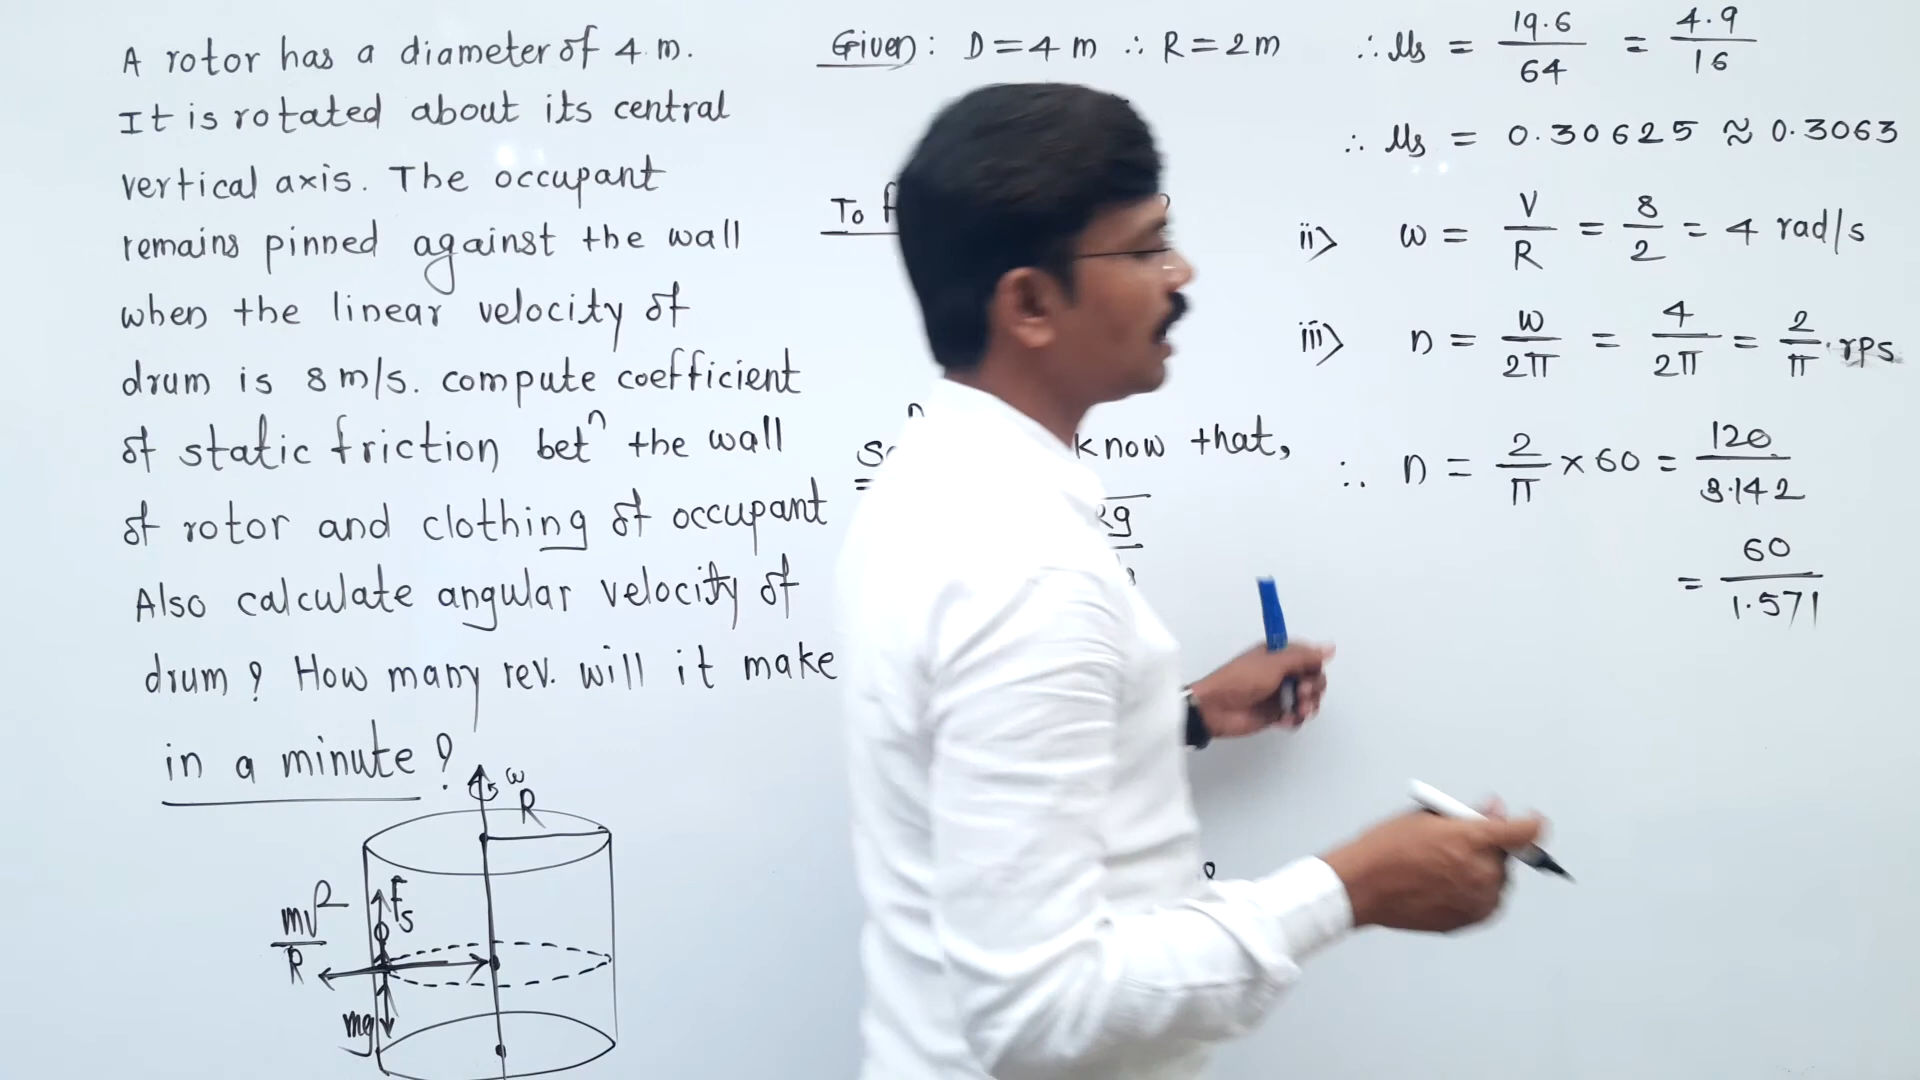 A rotor has a diameter of 4 m.
It is rotated about its central
vertical axis. The occupant
remains pinned against the wall
when the linear velocity of
drum is 8 m/s. compute coefficient
of static friction betⁿ the wall
of rotor and clothing of occupant
Also calculate angular velocity of
drum? How many rev. will it make
in a minute?
ω
R
mv²/R
Fs
mg
Given: D = 4 m ∴ R = 2 m
To
know that,
∴ μs = 19.6/64 = 4.9/16
∴ μs = 0.30625 ≈ 0.3063
ii> ω = V/R = 8/2 = 4 rad/s
iii> n = ω/2π = 4/2π = 2/π rps
∴ n = 2/π × 60 = 120/3.142
= 60/1.571